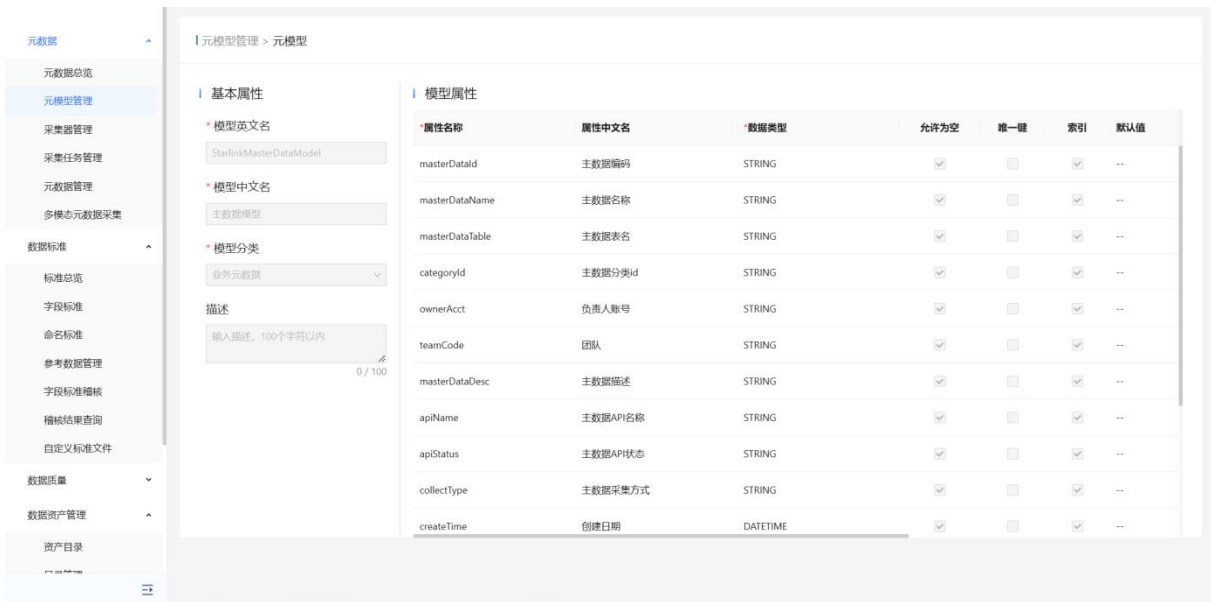 元数据
元数据总览
元模型管理
采集器管理
采集任务管理
元数据管理
多模态元数据采集
数据标准
标准总览
字段标准
命名标准
参考数据管理
字段标准稽核
稽核结果查询
自定义标准文件
数据质量
数据资产管理
资产目录
元模型管理 > 元模型
基本属性
* 模型英文名
StarlinkMasterDataModel
* 模型中文名
主数据模型
* 模型分类
业务元数据
描述
输入描述，100个字符以内
0 / 100
模型属性
*属性名称 属性中文名 *数据类型 允许为空 唯一键 索引 默认值
masterDataId 主数据编码 STRING --
masterDataName 主数据名称 STRING --
masterDataTable 主数据表名 STRING --
categoryId 主数据分类id STRING --
ownerAcct 负责人账号 STRING --
teamCode 团队 STRING --
masterDataDesc 主数据描述 STRING --
apiName 主数据API名称 STRING --
apiStatus 主数据API状态 STRING --
collectType 主数据采集方式 STRING --
createTime 创建日期 DATETIME --